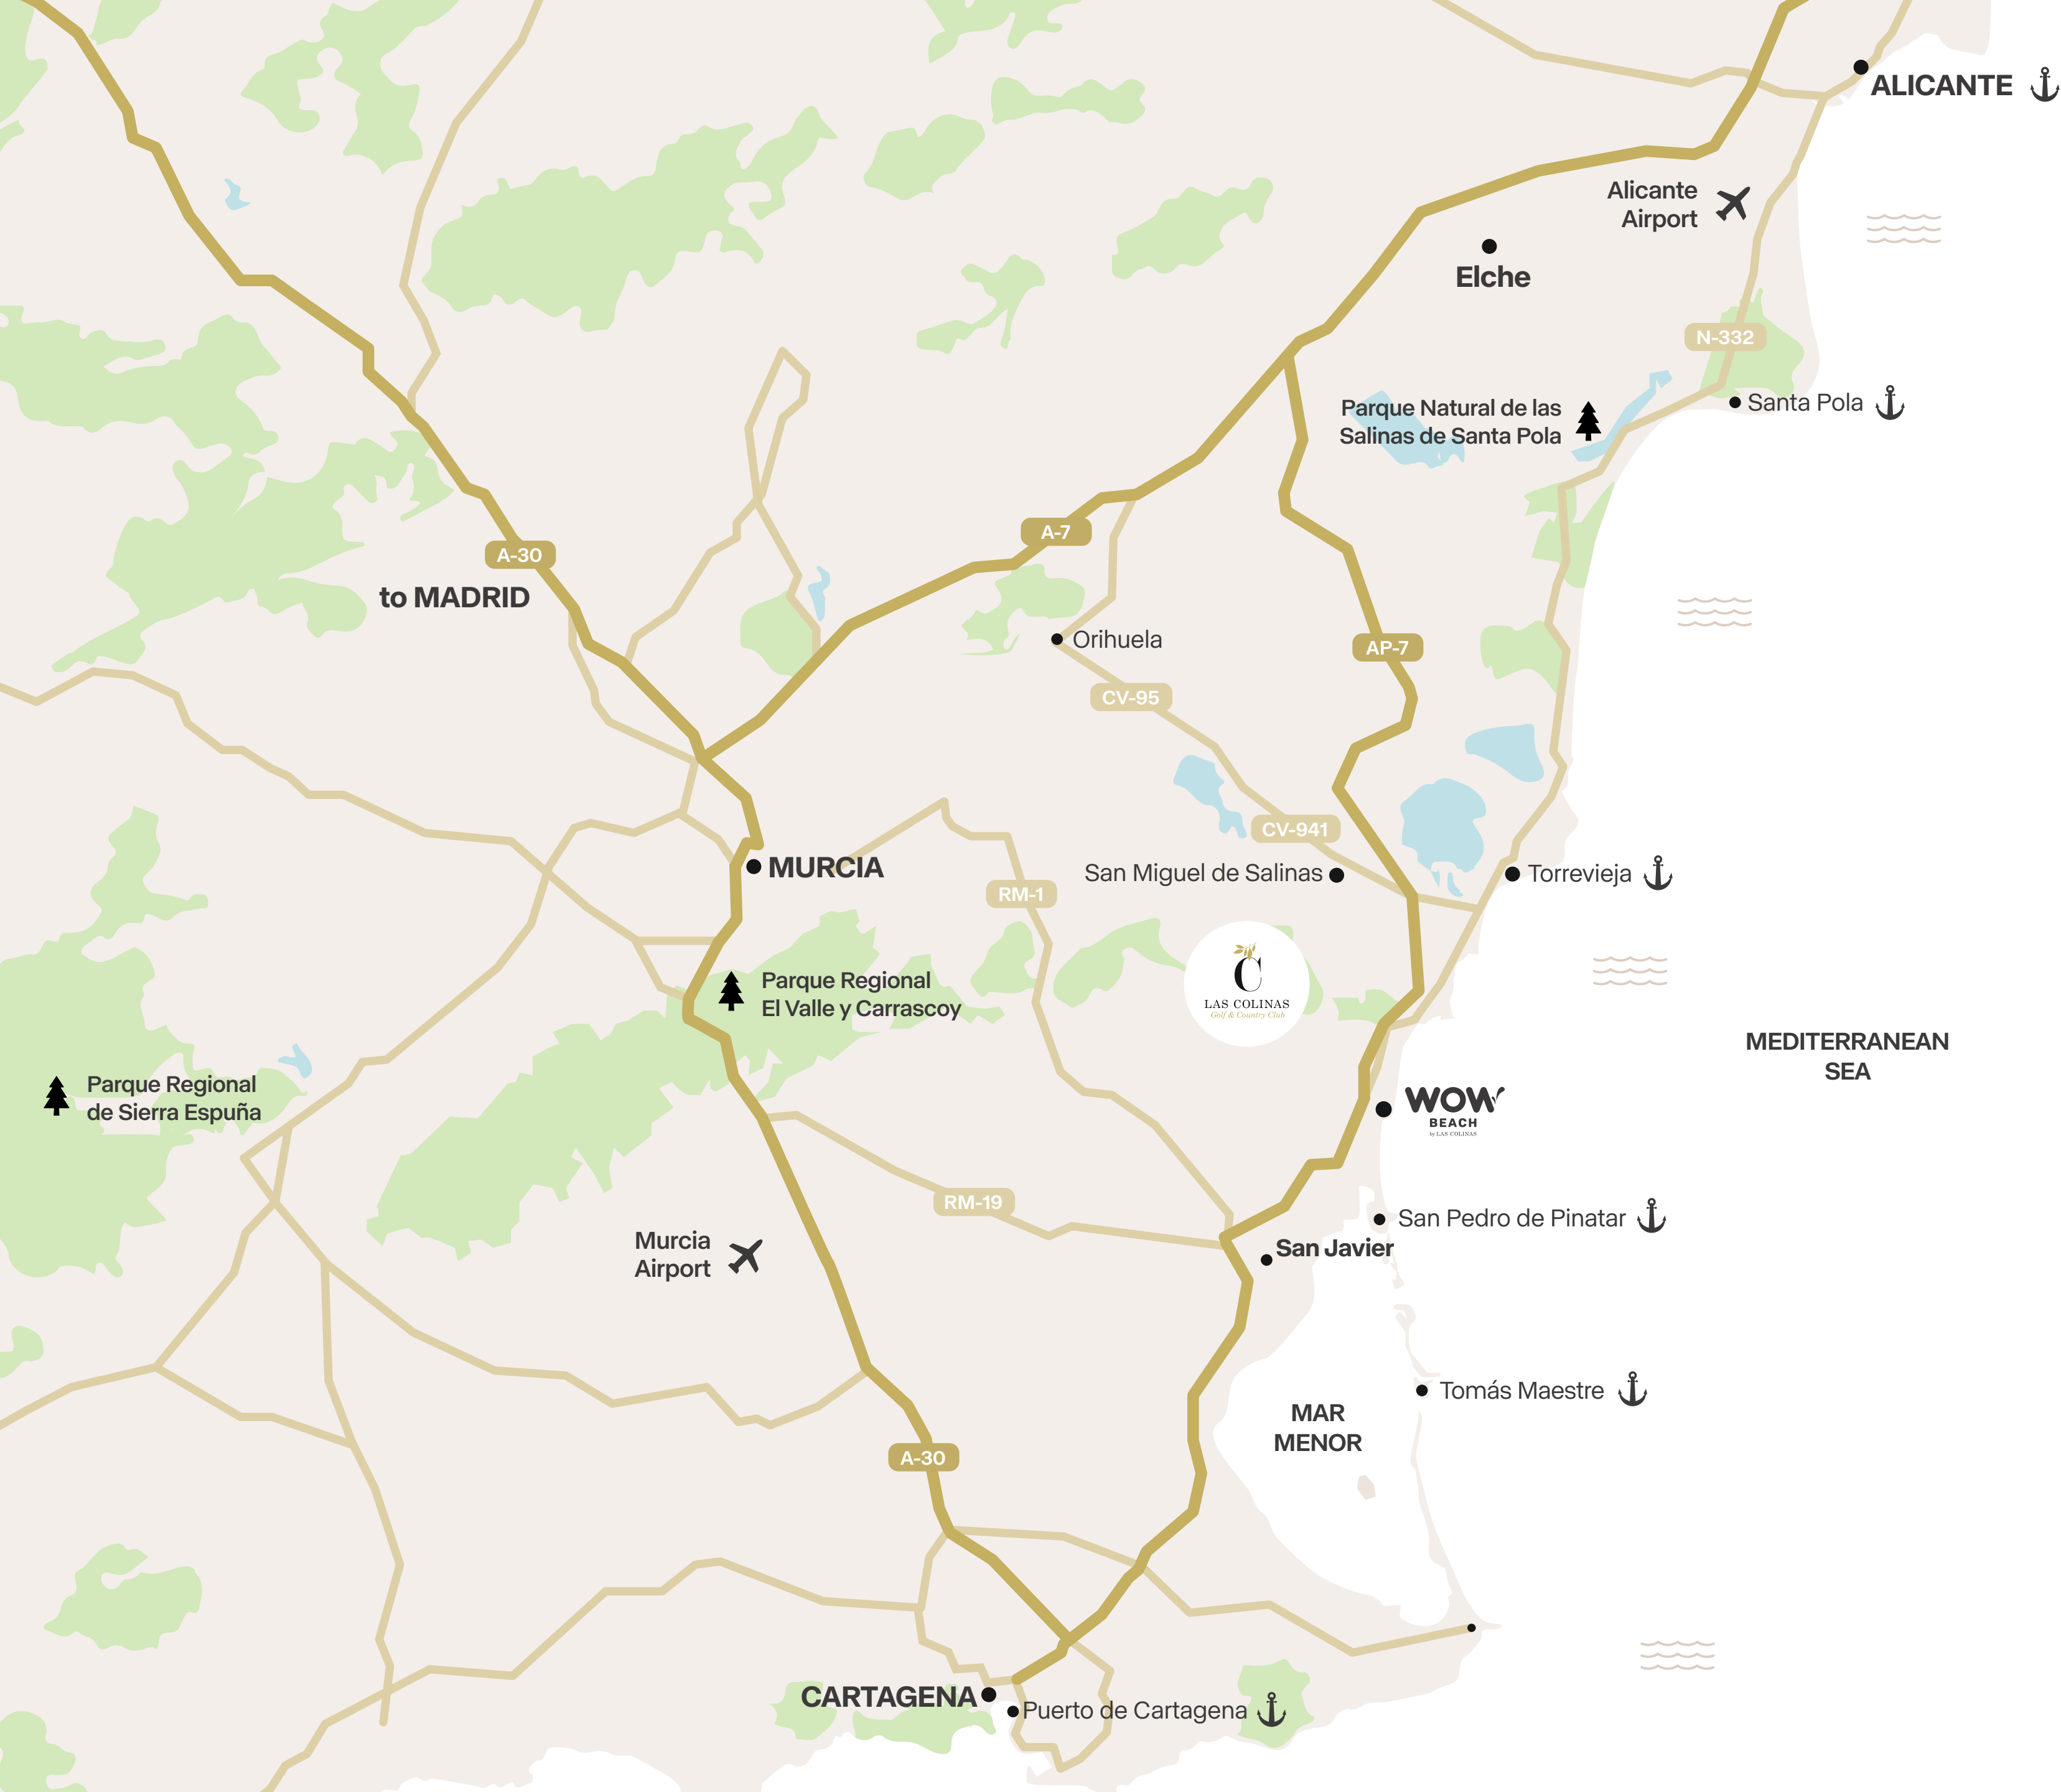 ALICANTE
Alicante
Airport
Elche
N-332
Parque Natural de las
Salinas de Santa Pola
Santa Pola
A-7
A-30
to MADRID
Orihuela
AP-7
CV-95
CV-941
MURCIA
San Miguel de Salinas
Torrevieja
RM-1
Parque Regional
El Valle y Carrascoy
C
LAS COLINAS
Golf & Country Club
MEDITERRANEAN
SEA
Parque Regional
de Sierra Espuña
WOW
BEACH
by LAS COLINAS
RM-19
San Pedro de Pinatar
Murcia
Airport
San Javier
Tomás Maestre
MAR
MENOR
A-30
CARTAGENA
Puerto de Cartagena